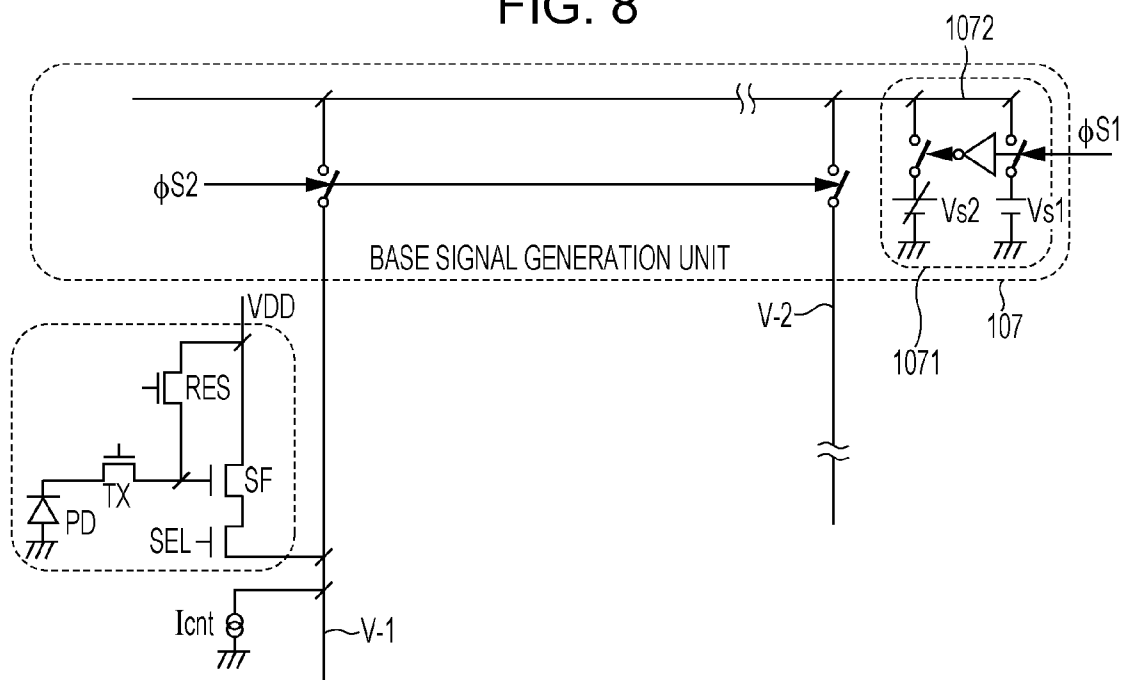 FIG. 8
1072
ϕS1
ϕS2
Vs2
Vs1
BASE SIGNAL GENERATION UNIT
VDD
V-2
107
1071
RES
TX
SF
PD
SEL
Icnt
V-1